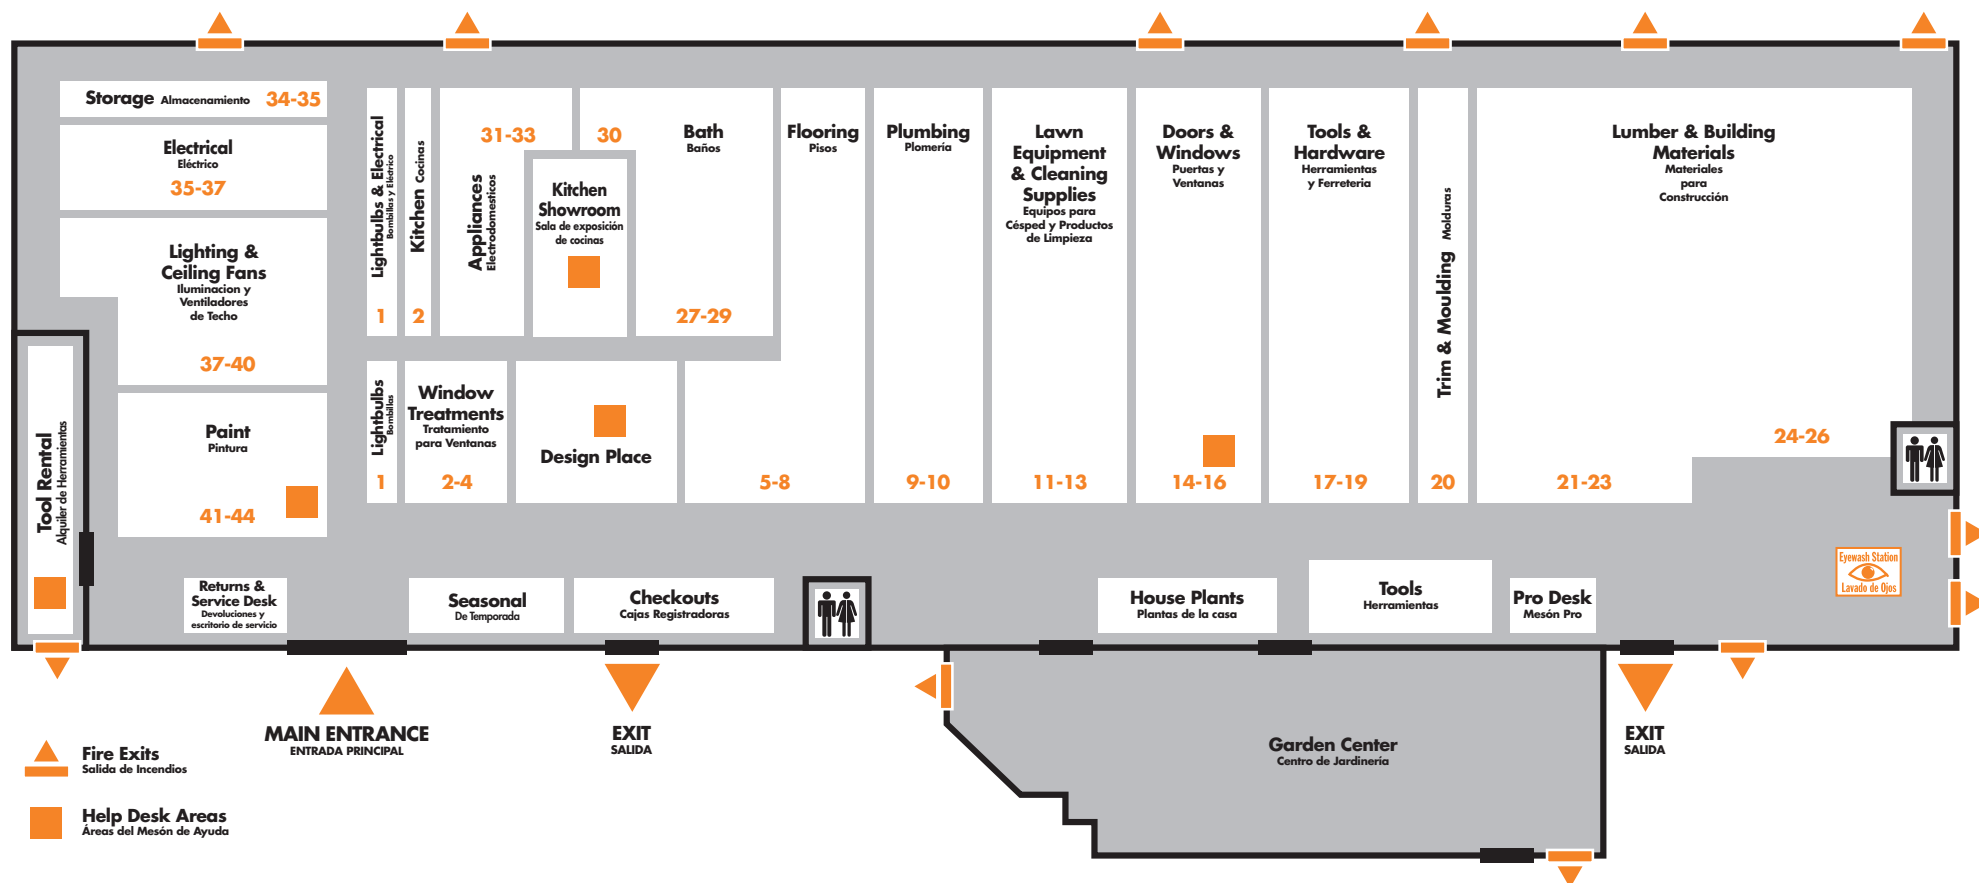 Storage Almacenamiento 34-35
Electrical
Eléctrico
35-37
Lighting &
Ceiling Fans
Iluminacion y
Ventiladores
de Techo
37-40
Paint
Pintura
41-44
Tool Rental
Alquiler de Herramientas
Lightbulbs & Electrical
Bombillas y Eléctrico
1
Kitchen Cocinas
2
31-33
Appliances
Electrodomesticos
30
Kitchen
Showroom
Sala de exposición
de cocinas
Bath
Baños
27-29
Flooring
Pisos
5-8
Plumbing
Plomería
9-10
Lawn
Equipment
& Cleaning
Supplies
Equipos para
Césped y Productos
de Limpieza
11-13
Doors &
Windows
Puertas y
Ventanas
14-16
Tools &
Hardware
Herramientas
y Ferreteria
17-19
Trim & Moulding Molduras
20
Lumber & Building
Materials
Materiales
para
Construcción
24-26
21-23
Lightbulbs
Bombillas
1
Window
Treatments
Tratamiento
para Ventanas
2-4
Design Place
Returns &
Service Desk
Devoluciones y
escritorio de servicio
Seasonal
De Temporada
Checkouts
Cajas Registradoras
House Plants
Plantas de la casa
Tools
Herramientas
Pro Desk
Mesón Pro
Eyewash Station
Lavado de Ojos
MAIN ENTRANCE
ENTRADA PRINCIPAL
EXIT
SALIDA
Garden Center
Centro de Jardinería
EXIT
SALIDA
Fire Exits
Salida de Incendios
Help Desk Areas
Áreas del Mesón de Ayuda